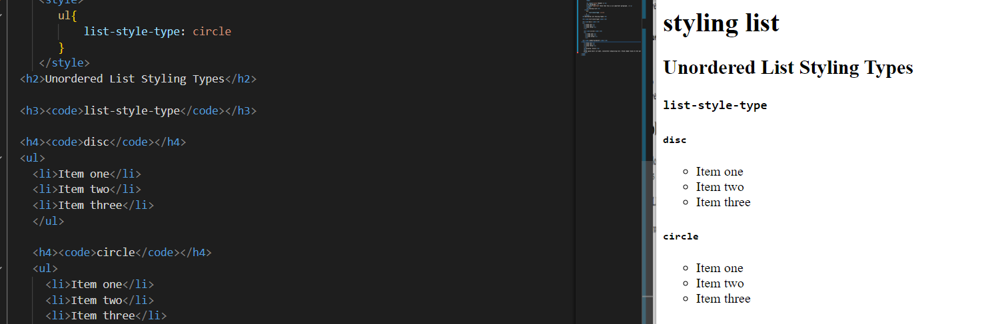 <style>
ul{
list-style-type: circle
}
</style>
<h2>Unordered List Styling Types</h2>
<h3><code>list-style-type</code></h3>
<h4><code>disc</code></h4>
<ul>
<li>Item one</li>
<li>Item two</li>
<li>Item three</li>
</ul>
<h4><code>circle</code></h4>
<ul>
<li>Item one</li>
<li>Item two</li>
<li>Item three</li>
styling list
Unordered List Styling Types
list-style-type
disc
Item one
Item two
Item three
circle
Item one
Item two
Item three